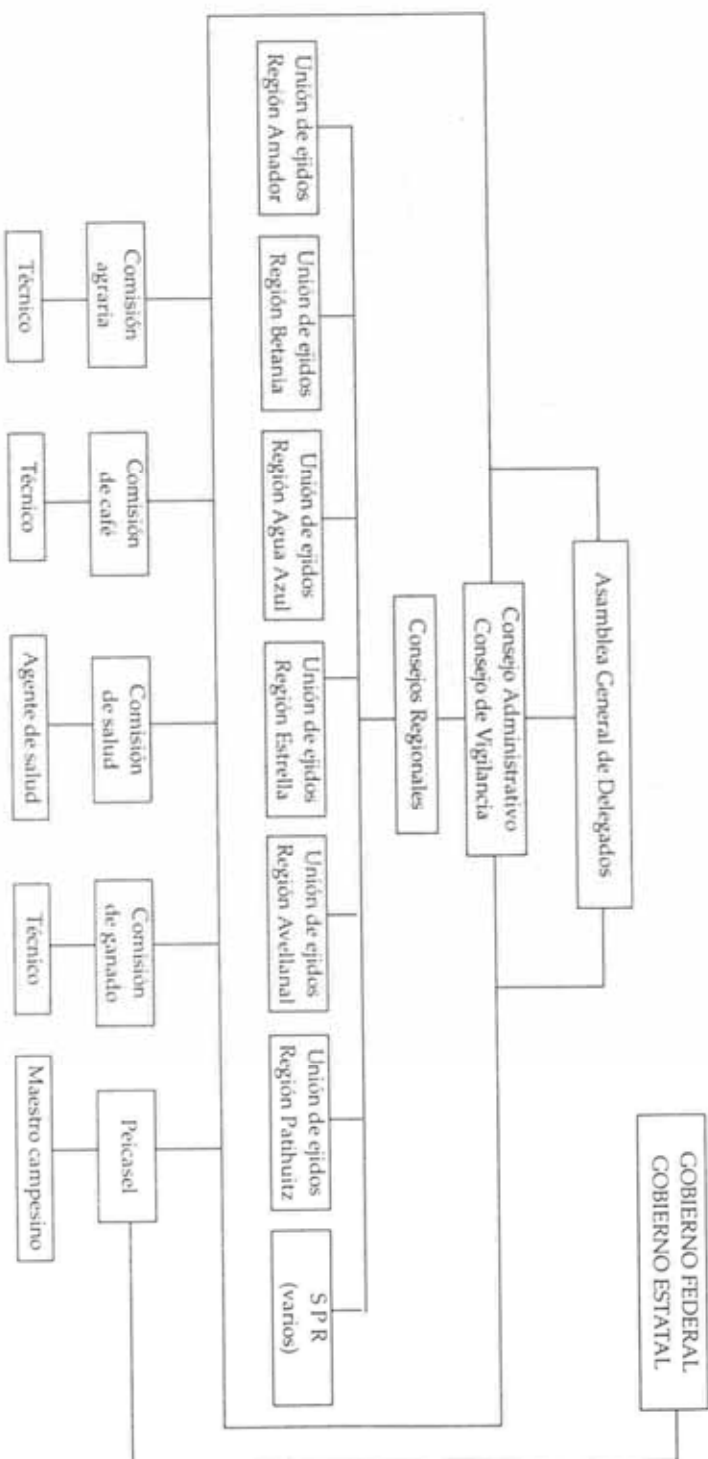 GOBIERNO FEDERAL
GOBIERNO ESTATAL
Asamblea General de Delegados
Consejo Administrativo
Consejo de Vigilancia
Consejos Regionales
Unión de ejidos
Región Amador
Unión de ejidos
Región Betania
Unión de ejidos
Región Agua Azul
Unión de ejidos
Región Estrella
Unión de ejidos
Región Avellanal
Unión de ejidos
Región Patihuitz
S P R
(varios)
Comisión
agraria
Comisión
de café
Comisión
de salud
Comisión
de ganado
Peicasel
Técnico
Técnico
Agente de salud
Técnico
Maestro campesino